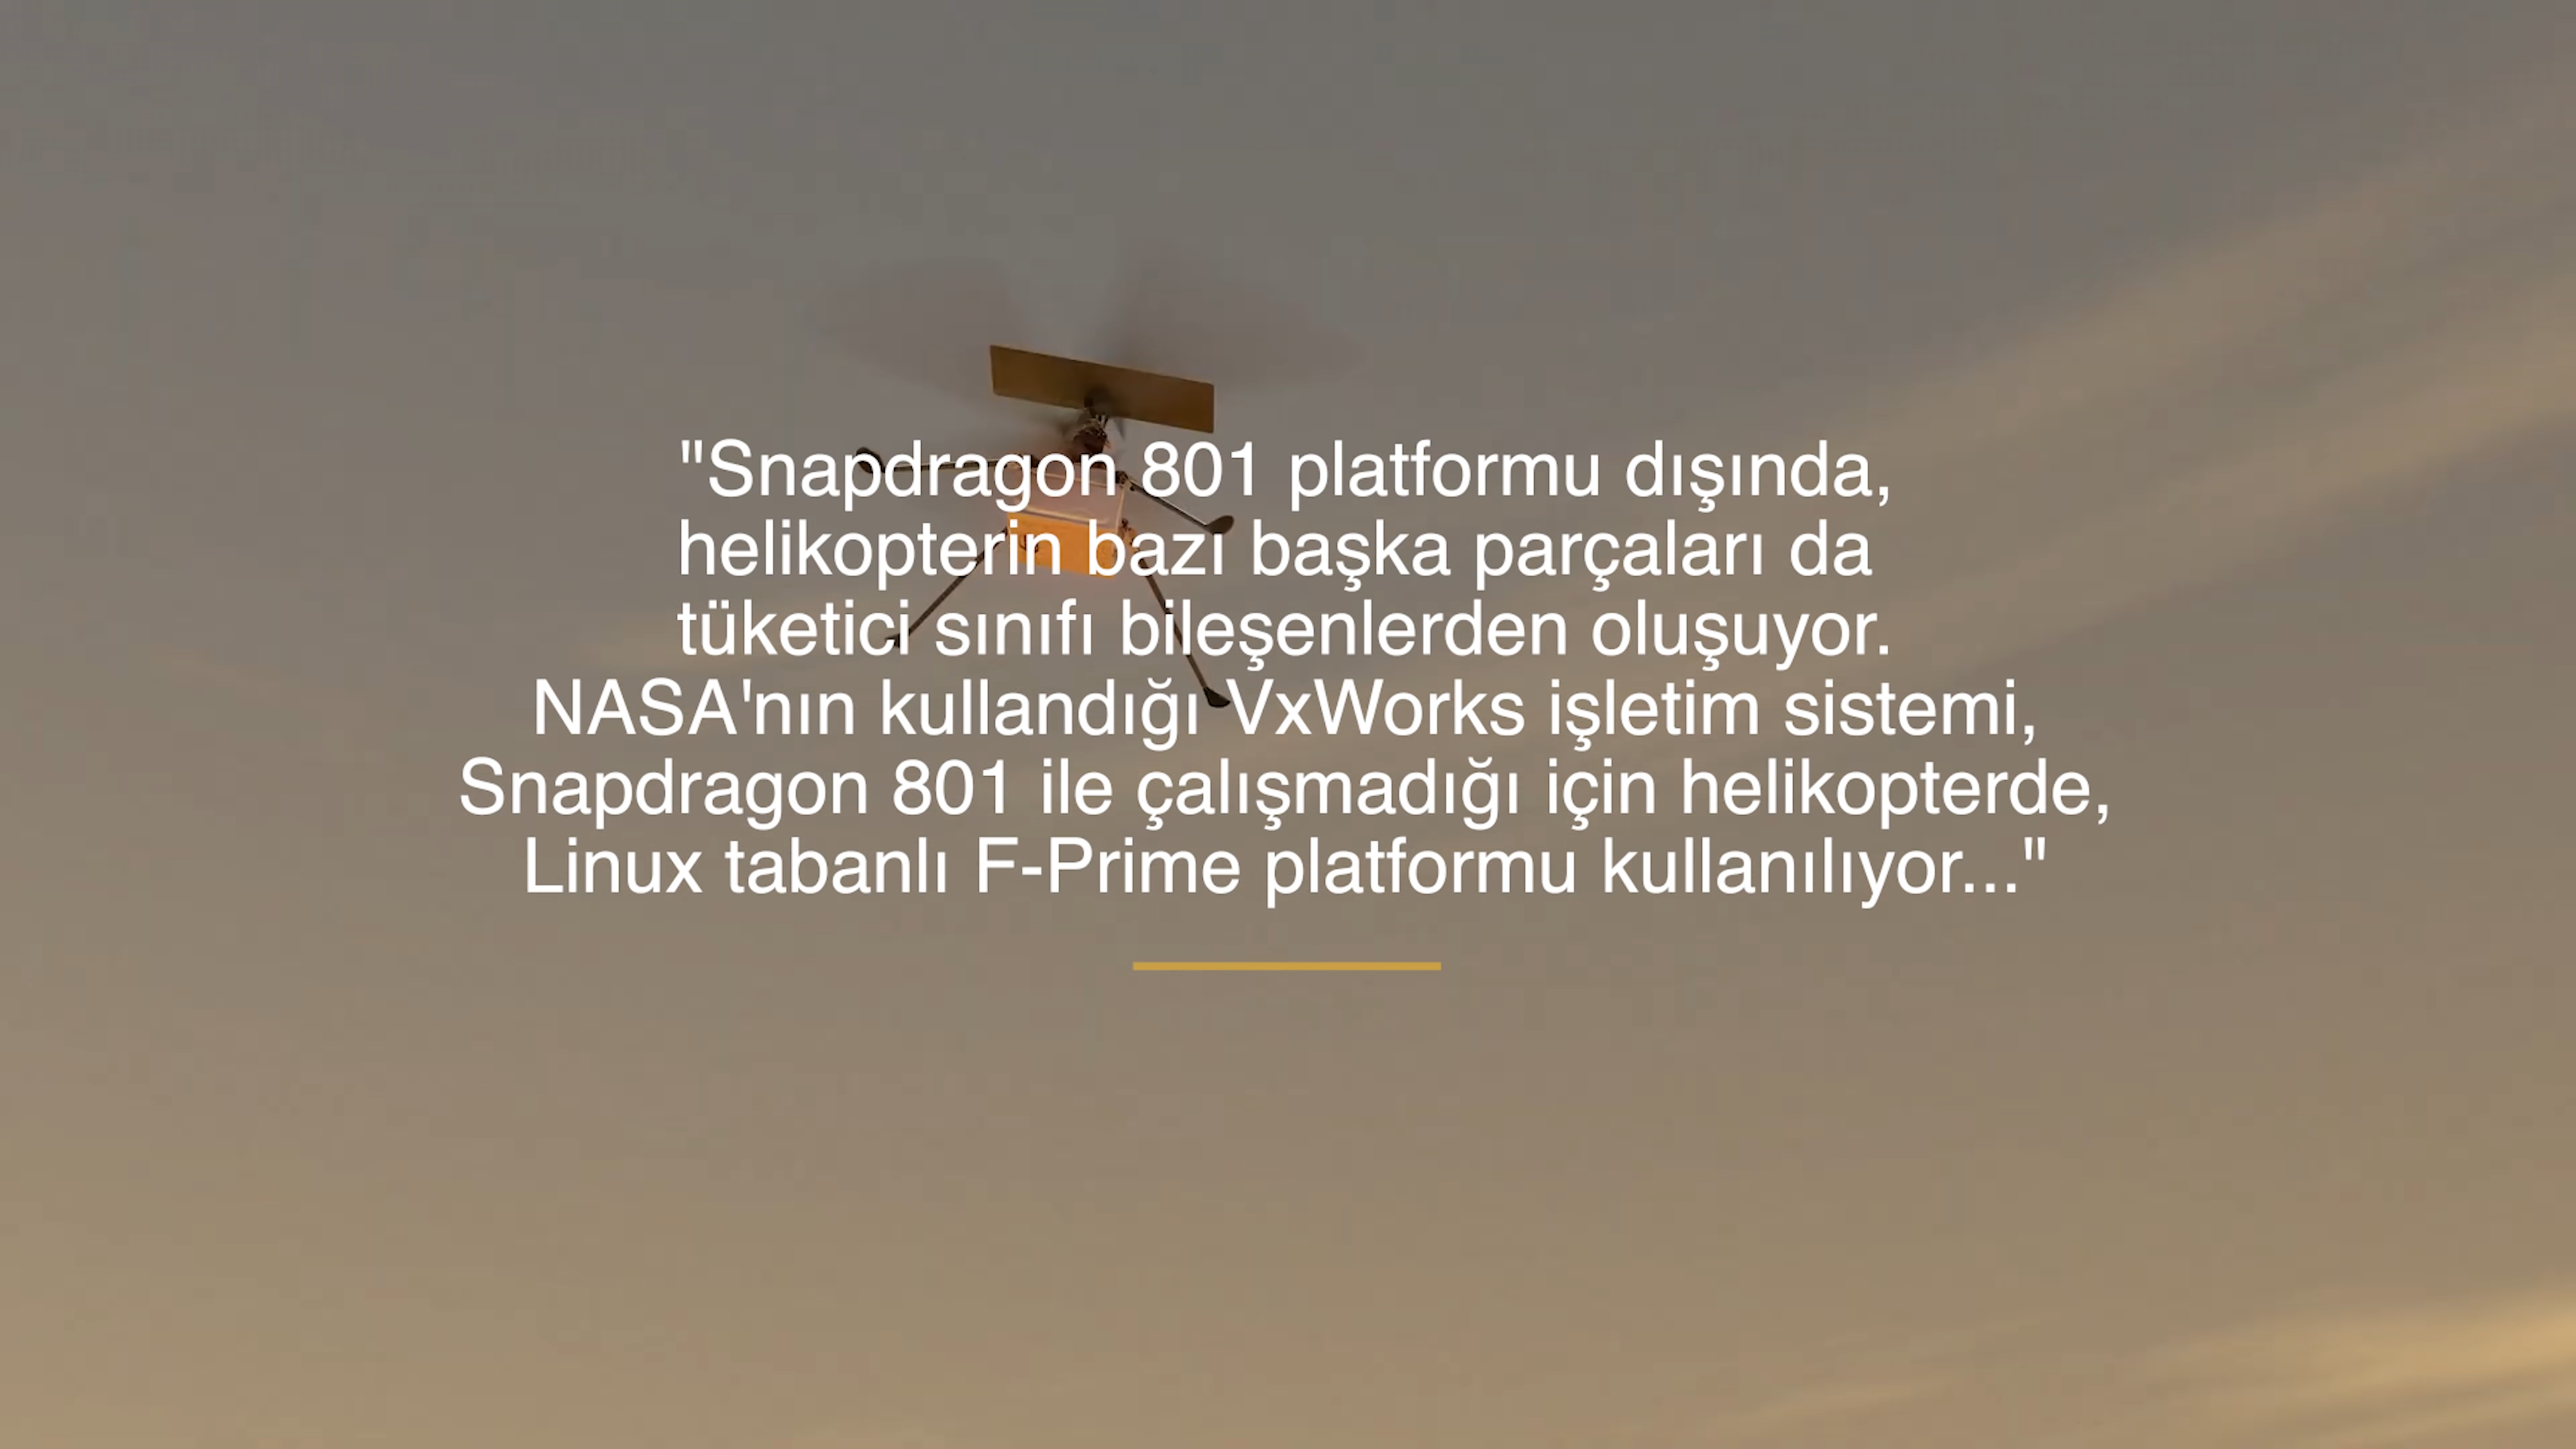 "Snapdragon 801 platformu dışında,
helikopterin bazı başka parçaları da
tüketici sınıfı bileşenlerden oluşuyor.
NASA'nın kullandığı VxWorks işletim sistemi,
Snapdragon 801 ile çalışmadığı için helikopterde,
Linux tabanlı F-Prime platformu kullanılıyor..."